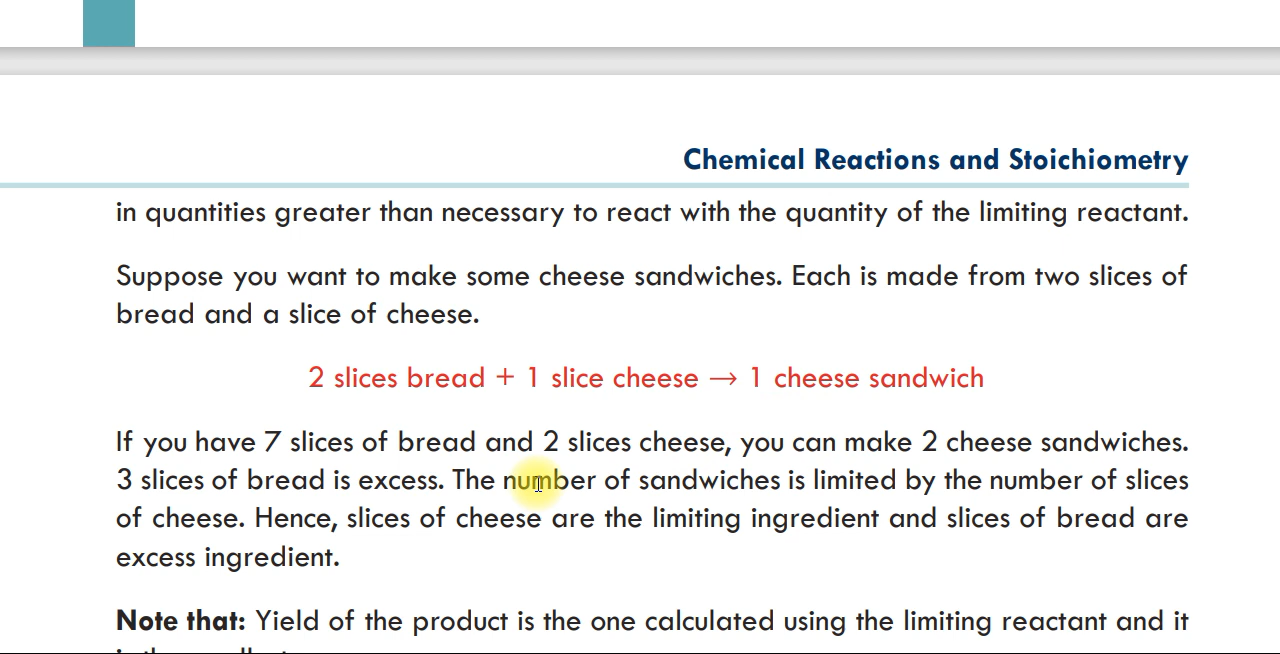 Chemical Reactions and Stoichiometry
in quantities greater than necessary to react with the quantity of the limiting reactant.
Suppose you want to make some cheese sandwiches. Each is made from two slices of
bread and a slice of cheese.
2 slices bread + 1 slice cheese → 1 cheese sandwich
If you have 7 slices of bread and 2 slices cheese, you can make 2 cheese sandwiches.
3 slices of bread is excess. The number of sandwiches is limited by the number of slices
of cheese. Hence, slices of cheese are the limiting ingredient and slices of bread are
excess ingredient.
Note that: Yield of the product is the one calculated using the limiting reactant and it